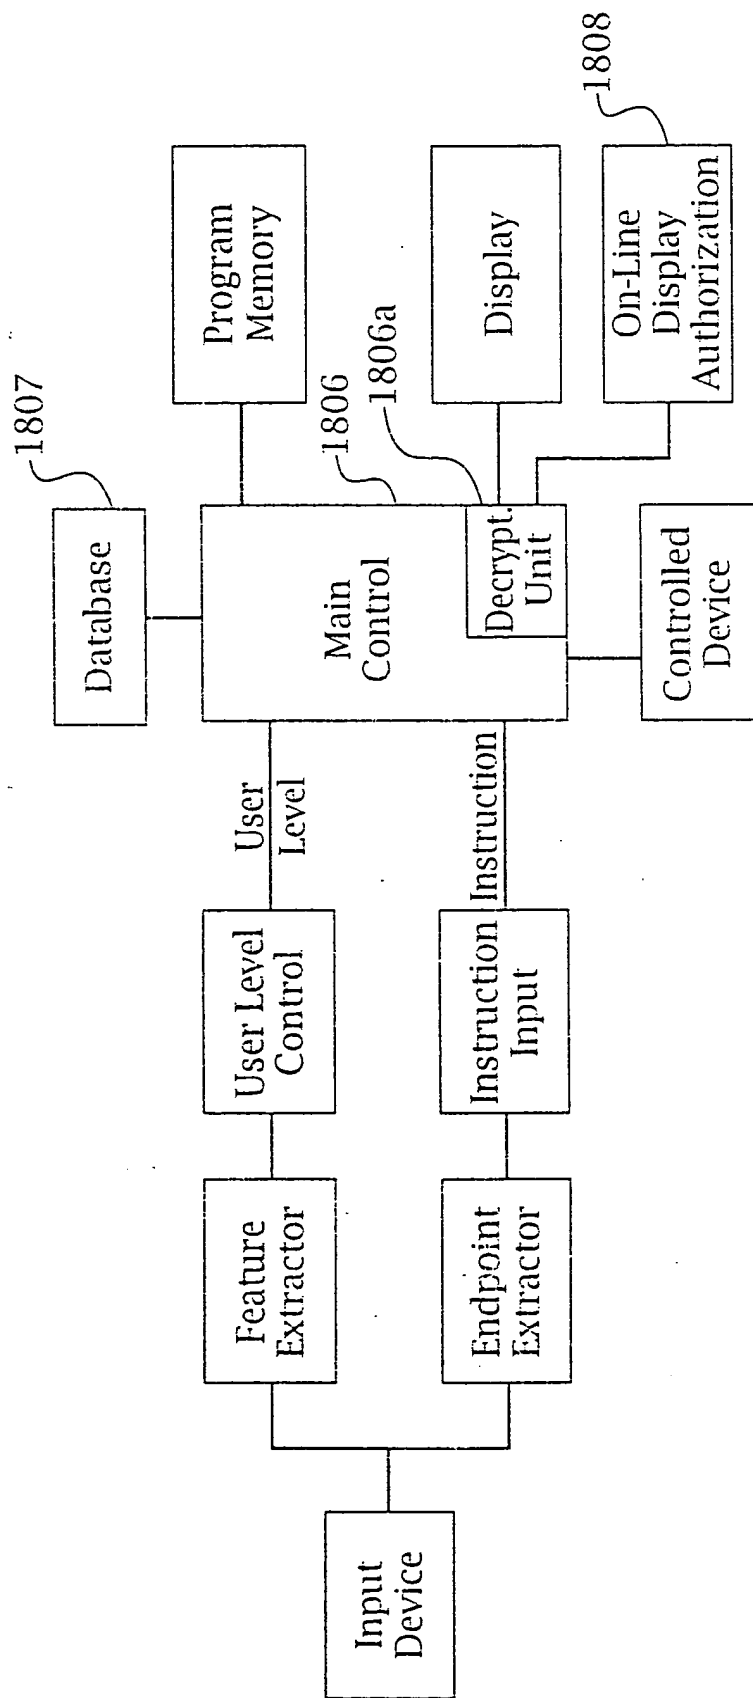 Input
Device
Feature
Extractor
Endpoint
Extractor
User Level
Control
Instruction
Input
User
Level
Instruction
Database
1807
Main
Control
1806
Decrypt.
Unit
1806a
Controlled
Device
Program
Memory
Display
On-Line
Display
Authorization
1808